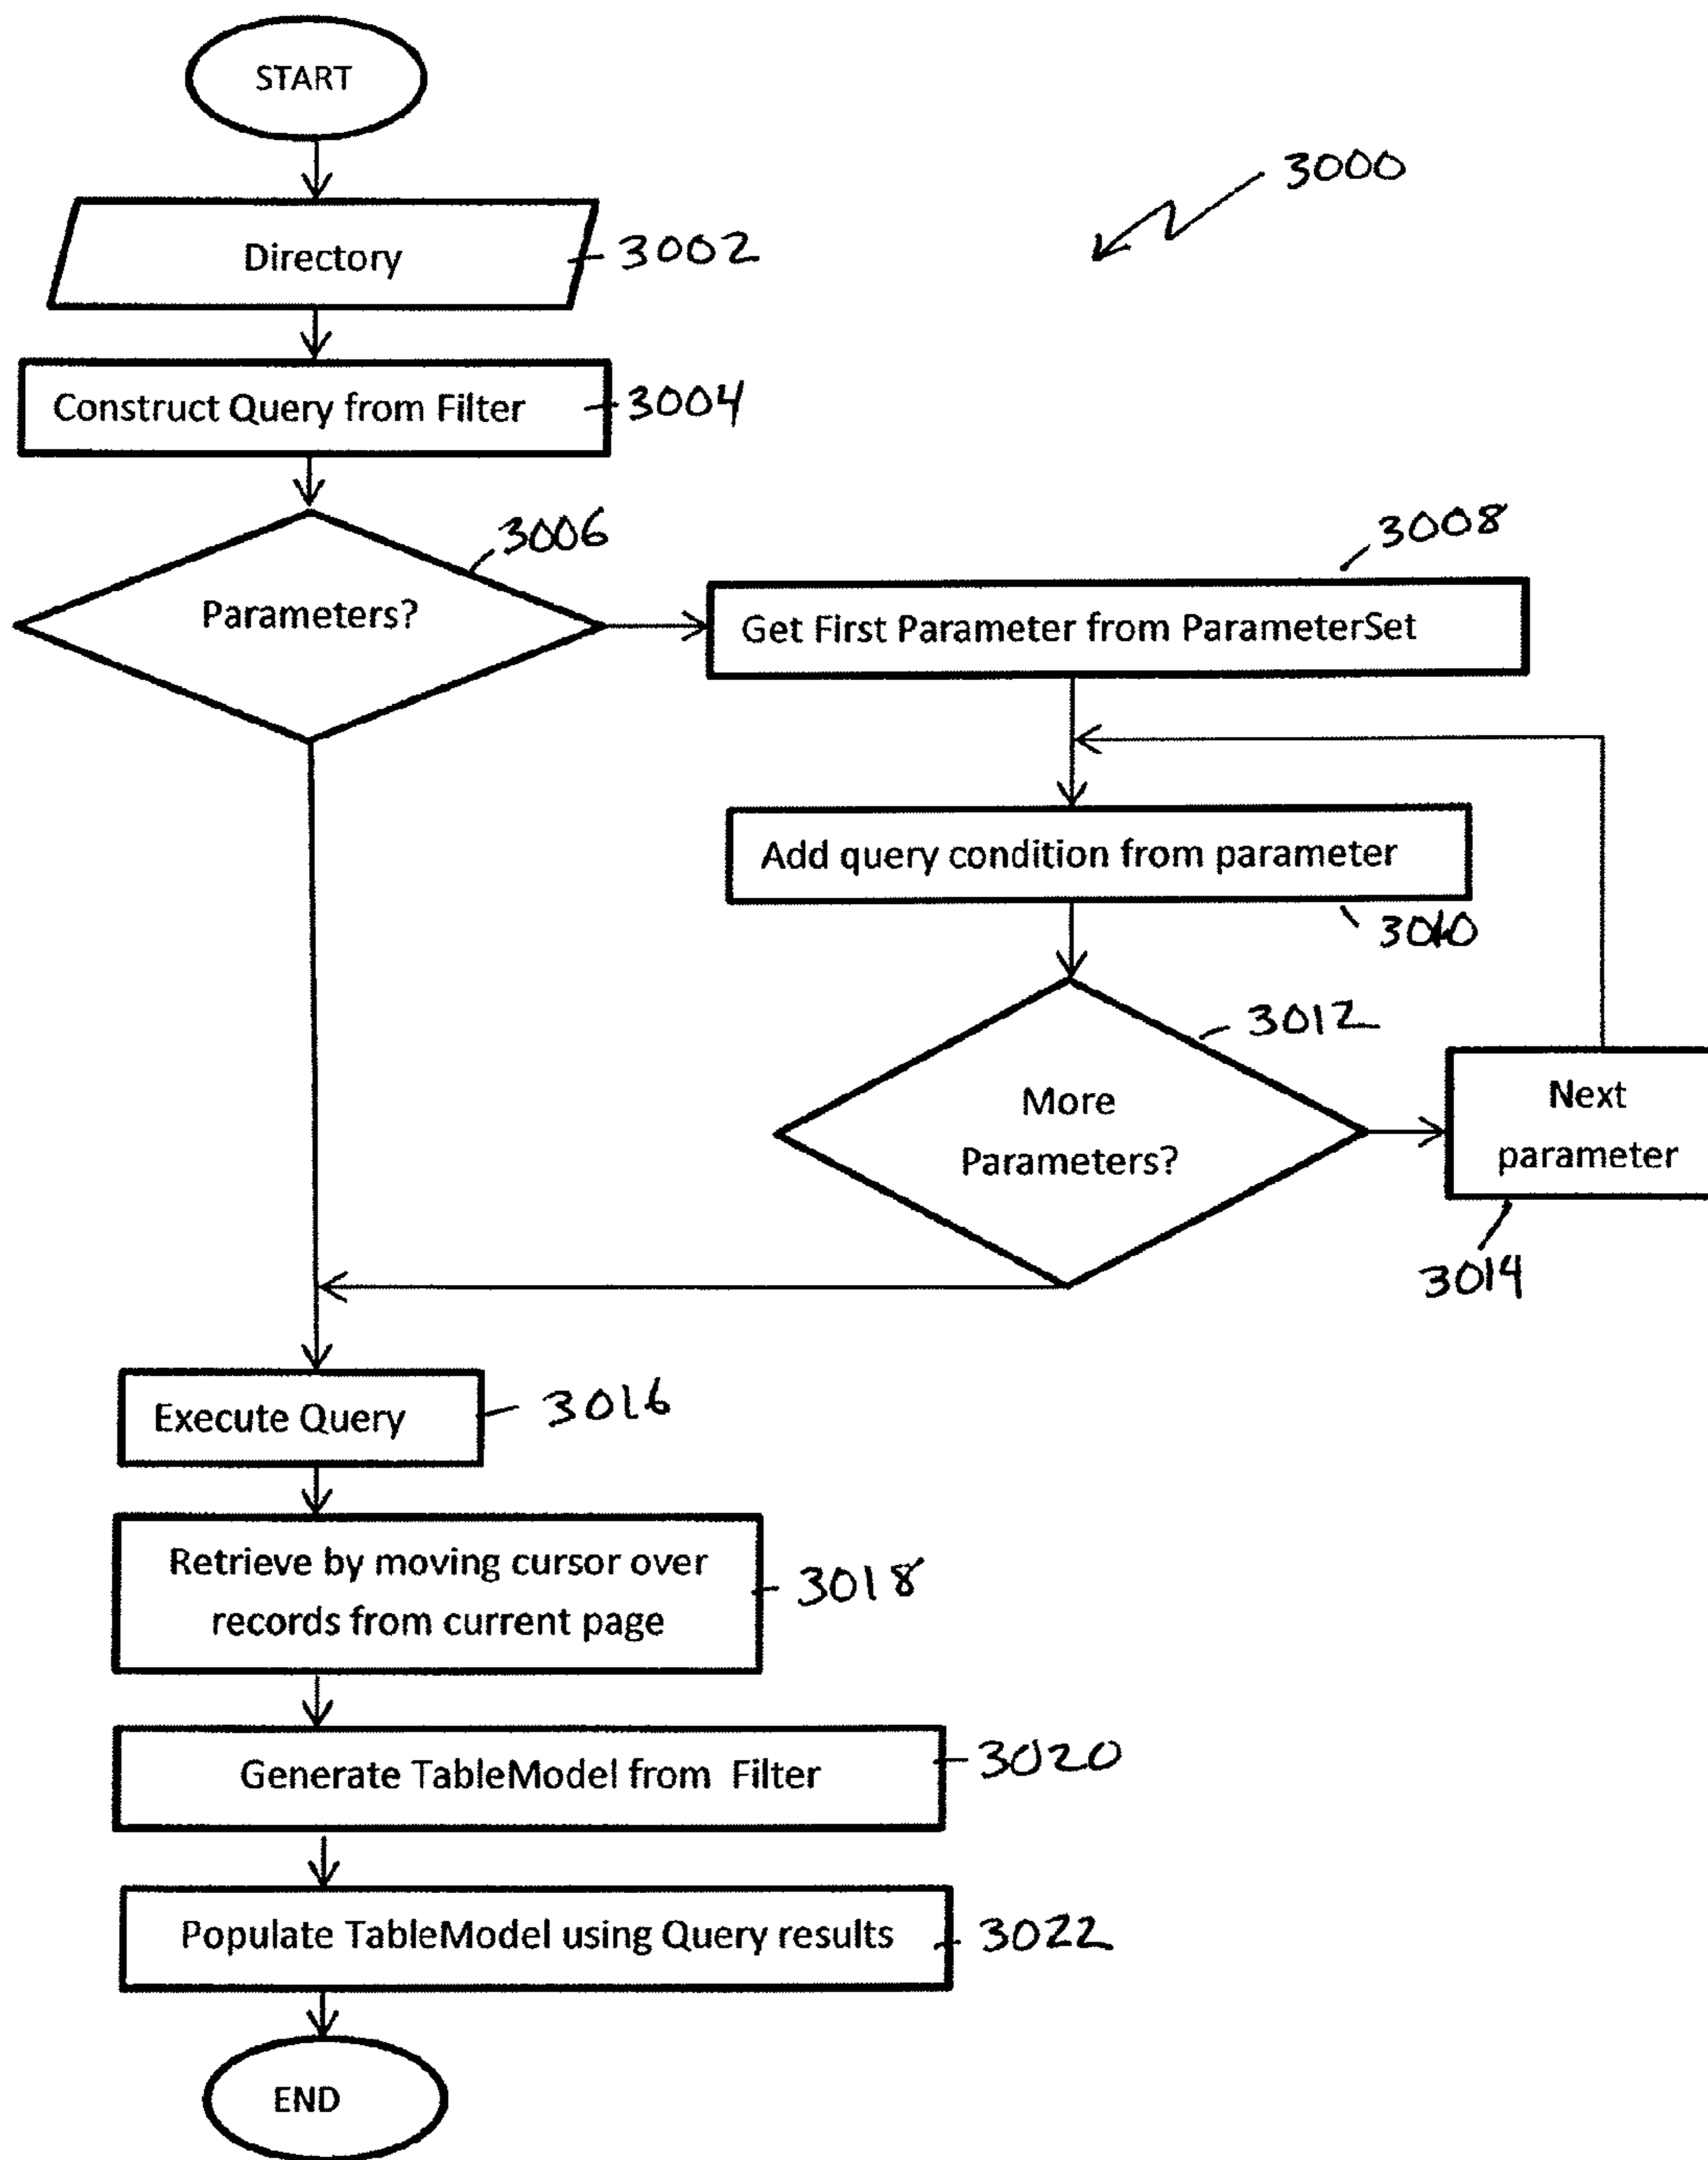 START
3000
Directory
3002
Construct Query from Filter
3004
3006
Parameters?
3008
Get First Parameter from ParameterSet
Add query condition from parameter
3010
3012
More
Parameters?
Next
parameter
3014
Execute Query
3016
Retrieve by moving cursor over
records from current page
3018
Generate TableModel from Filter
3020
Populate TableModel using Query results
3022
END